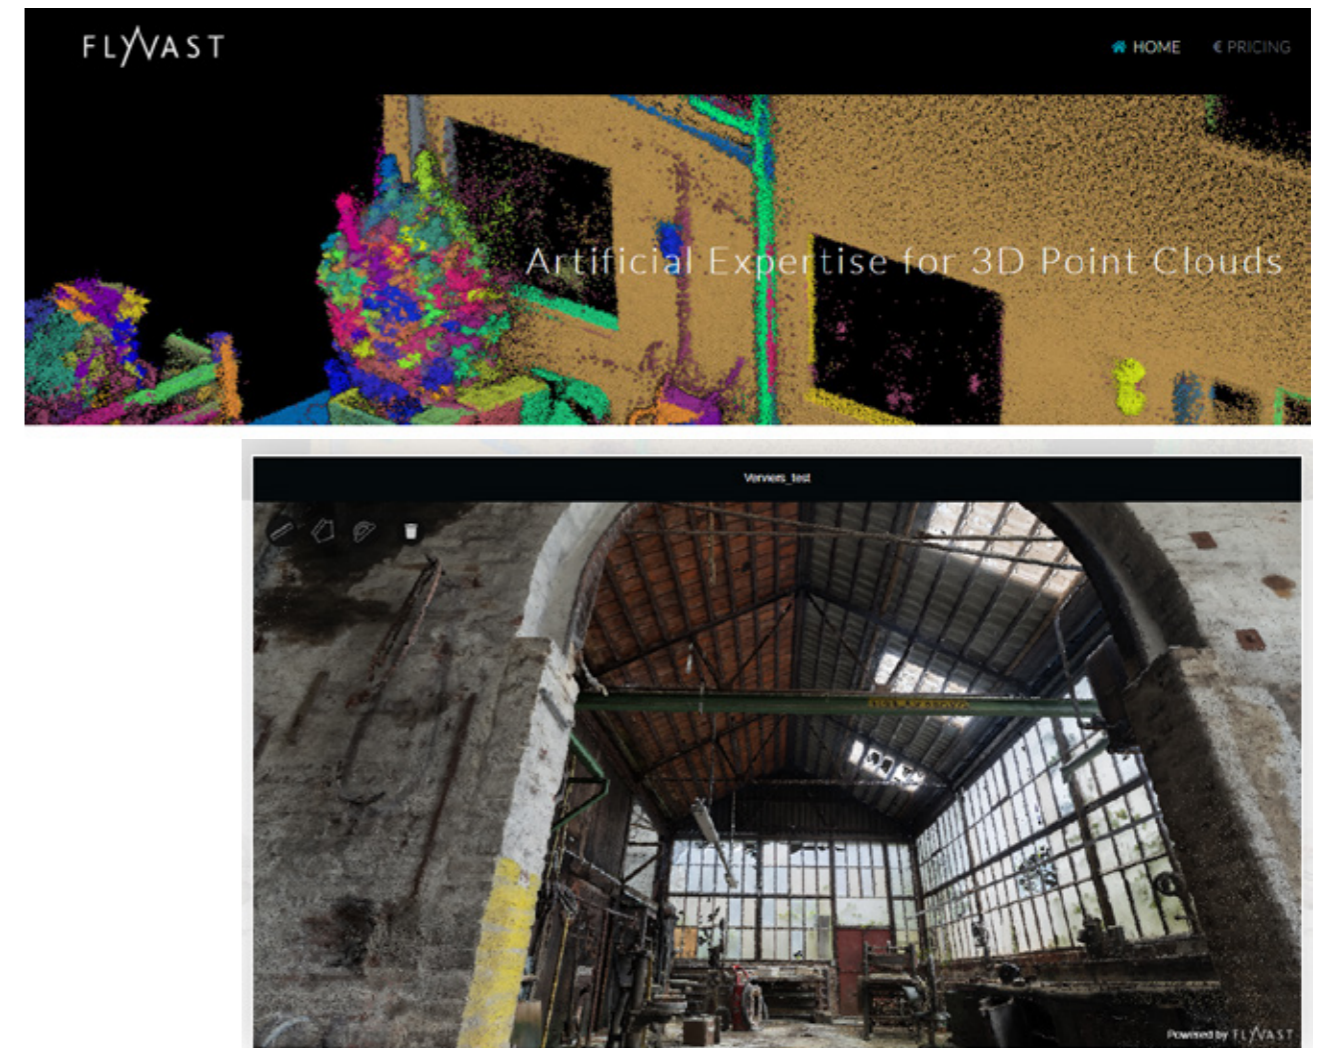 FLYVAST
HOME
€ PRICING
Artificial Expertise for 3D Point Clouds
Verviers_test
Powered by FLYVAST